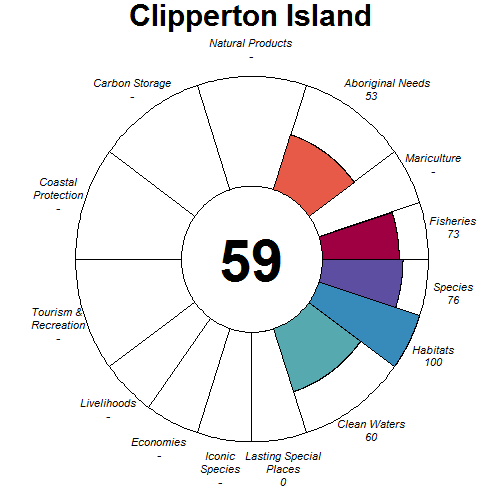 Clipperton Island
Natural Products
-
Carbon Storage
-
Aboriginal Needs
53
Mariculture
-
Coastal
Protection
-
Fisheries
73
59
Species
76
Tourism &
Recreation
-
Habitats
100
Livelihoods
-
Clean Waters
60
Economies
-
Iconic
Species
-
Lasting Special
Places
0